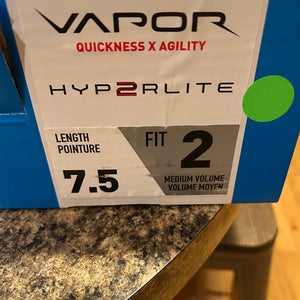 VAPOR
QUICKNESS X AGILITY
HYP2RLITE
LENGTH
POINTURE
7.5
FIT 2
MEDIUM VOLUME
VOLUME MOYEN